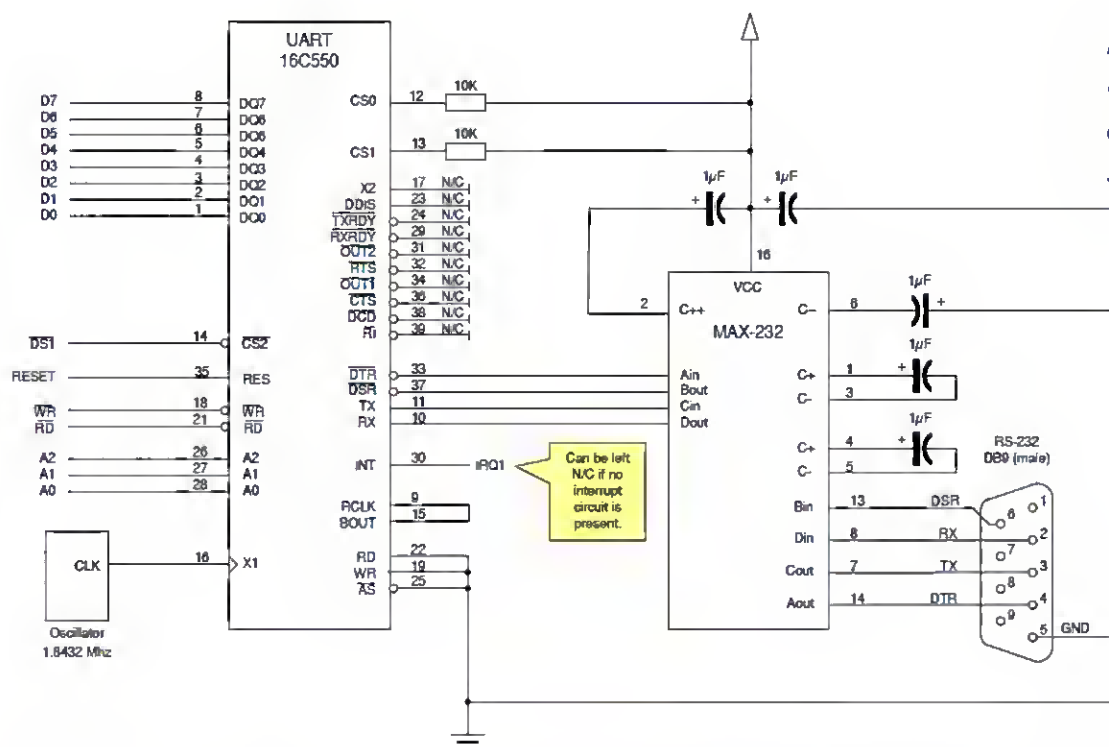 UART
16C550
D7 8 DQ7
D6 7 DQ6
D5 6 DQ5
D4 5 DQ4
D3 4 DQ3
D2 3 DQ2
D1 2 DQ1
D0 1 DQ0
CS0 12 10K
CS1 13 10K
X2 17 N/C
DDIS 23 N/C
TXRDY 24 N/C
RXRDY 29 N/C
OUT2 31 N/C
RTS 32 N/C
OUT1 34 N/C
CTS 36 N/C
DCD 38 N/C
RI 39 N/C
DS1 14 CS2
RESET 35 RES
WR 18 WR
RD 21 RD
A2 26 A2
A1 27 A1
A0 28 A0
DTR 33
DSR 37
TX 11
RX 10
INT 30 IRQ1
Can be left
N/C if no
interrupt
circuit is
present.
RCLK 9
BOUT 15
RD 22
WR 19
AS 25
CLK 16 X1
Oscillator
1.8432 Mhz
1µF + + 1µF
16
VCC
MAX-232
2 C++
C- 6 1µF +
C+ 1 + 1µF
C- 3
C+ 4 + 1µF
C- 5
Ain
Bout
Cin
Dout
Bin 13 DSR
Din 8 RX
Cout 7 TX
Aout 14 DTR
RS-232
DB9 (male)
1
6
2
7
3
8
4
9
5 GND